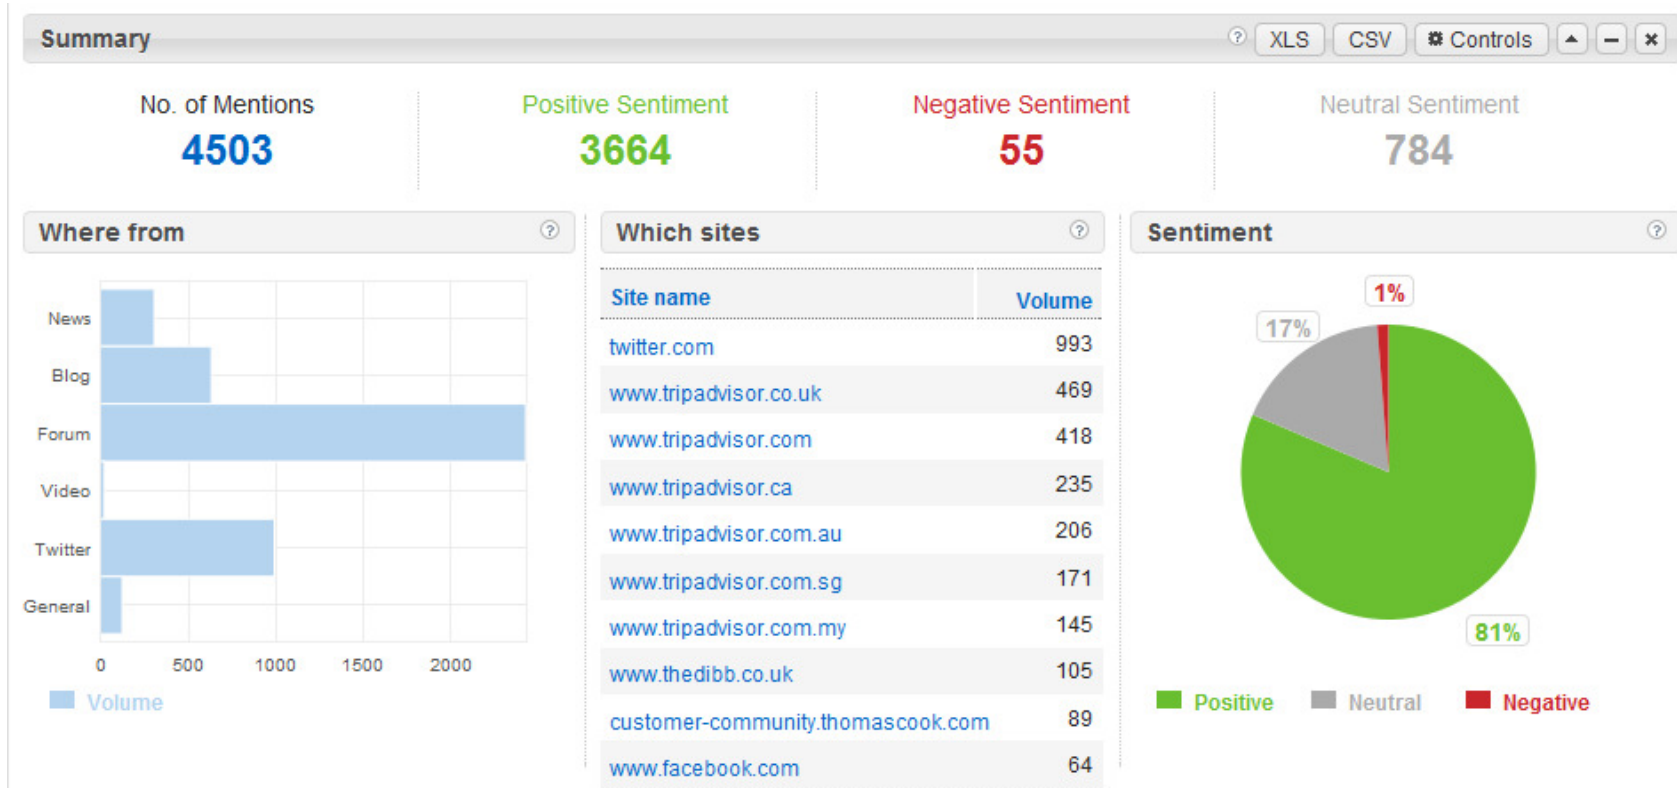 Summary
? XLS CSV Controls
No. of Mentions
4503
Positive Sentiment
3664
Negative Sentiment
55
Neutral Sentiment
784
Where from ?
News
Blog
Forum
Video
Twitter
General
0 500 1000 1500 2000
Volume
Which sites ?
Site name Volume
twitter.com 993
www.tripadvisor.co.uk 469
www.tripadvisor.com 418
www.tripadvisor.ca 235
www.tripadvisor.com.au 206
www.tripadvisor.com.sg 171
www.tripadvisor.com.my 145
www.thedibb.co.uk 105
customer-community.thomascook.com 89
www.facebook.com 64
Sentiment ?
1%
17%
81%
Positive Neutral Negative